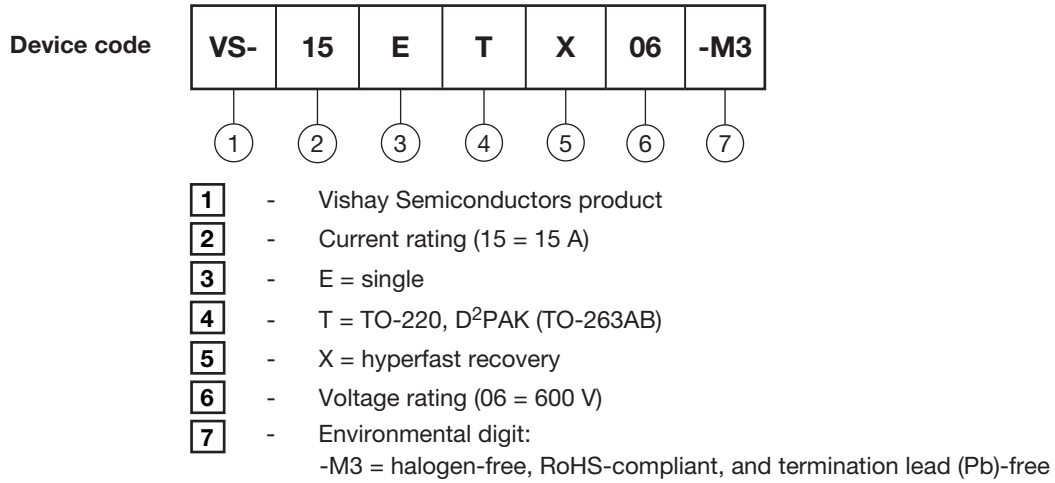 Device code VS- 15 E T X 06 -M3
1 2 3 4 5 6 7
1 - Vishay Semiconductors product
2 - Current rating (15 = 15 A)
3 - E = single
4 - T = TO-220, D2PAK (TO-263AB)
5 - X = hyperfast recovery
6 - Voltage rating (06 = 600 V)
7 - Environmental digit:
-M3 = halogen-free, RoHS-compliant, and termination lead (Pb)-free